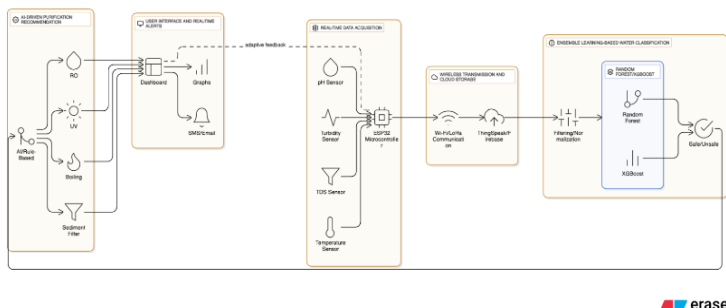 AI-DRIVEN PURIFICATION
RECOMMENDATION
RO
UV
AI/Rule-
Based
Boiling
Sediment
Filter
USER INTERFACE AND REALTIME
ALERTS
Dashboard
Graphs
SMS/Email
adaptive feedback
REALTIME DATA ACQUISITION
pH Sensor
Turbidity
Sensor
TDS Sensor
Temperature
Sensor
ESP32
Microcontrolle
r
WIRELESS TRANSMISSION AND
CLOUD STORAGE
Wi-Fi/LoRa
Communicati
on
ThingSpeak/F
irebase
ENSEMBLE LEARNING-BASED WATER CLASSIFICATION
Filtering/Nor
malization
RANDOM
FOREST/XGBOOST
Random
Forest
XGBoost
Safe/Unsafe
erase